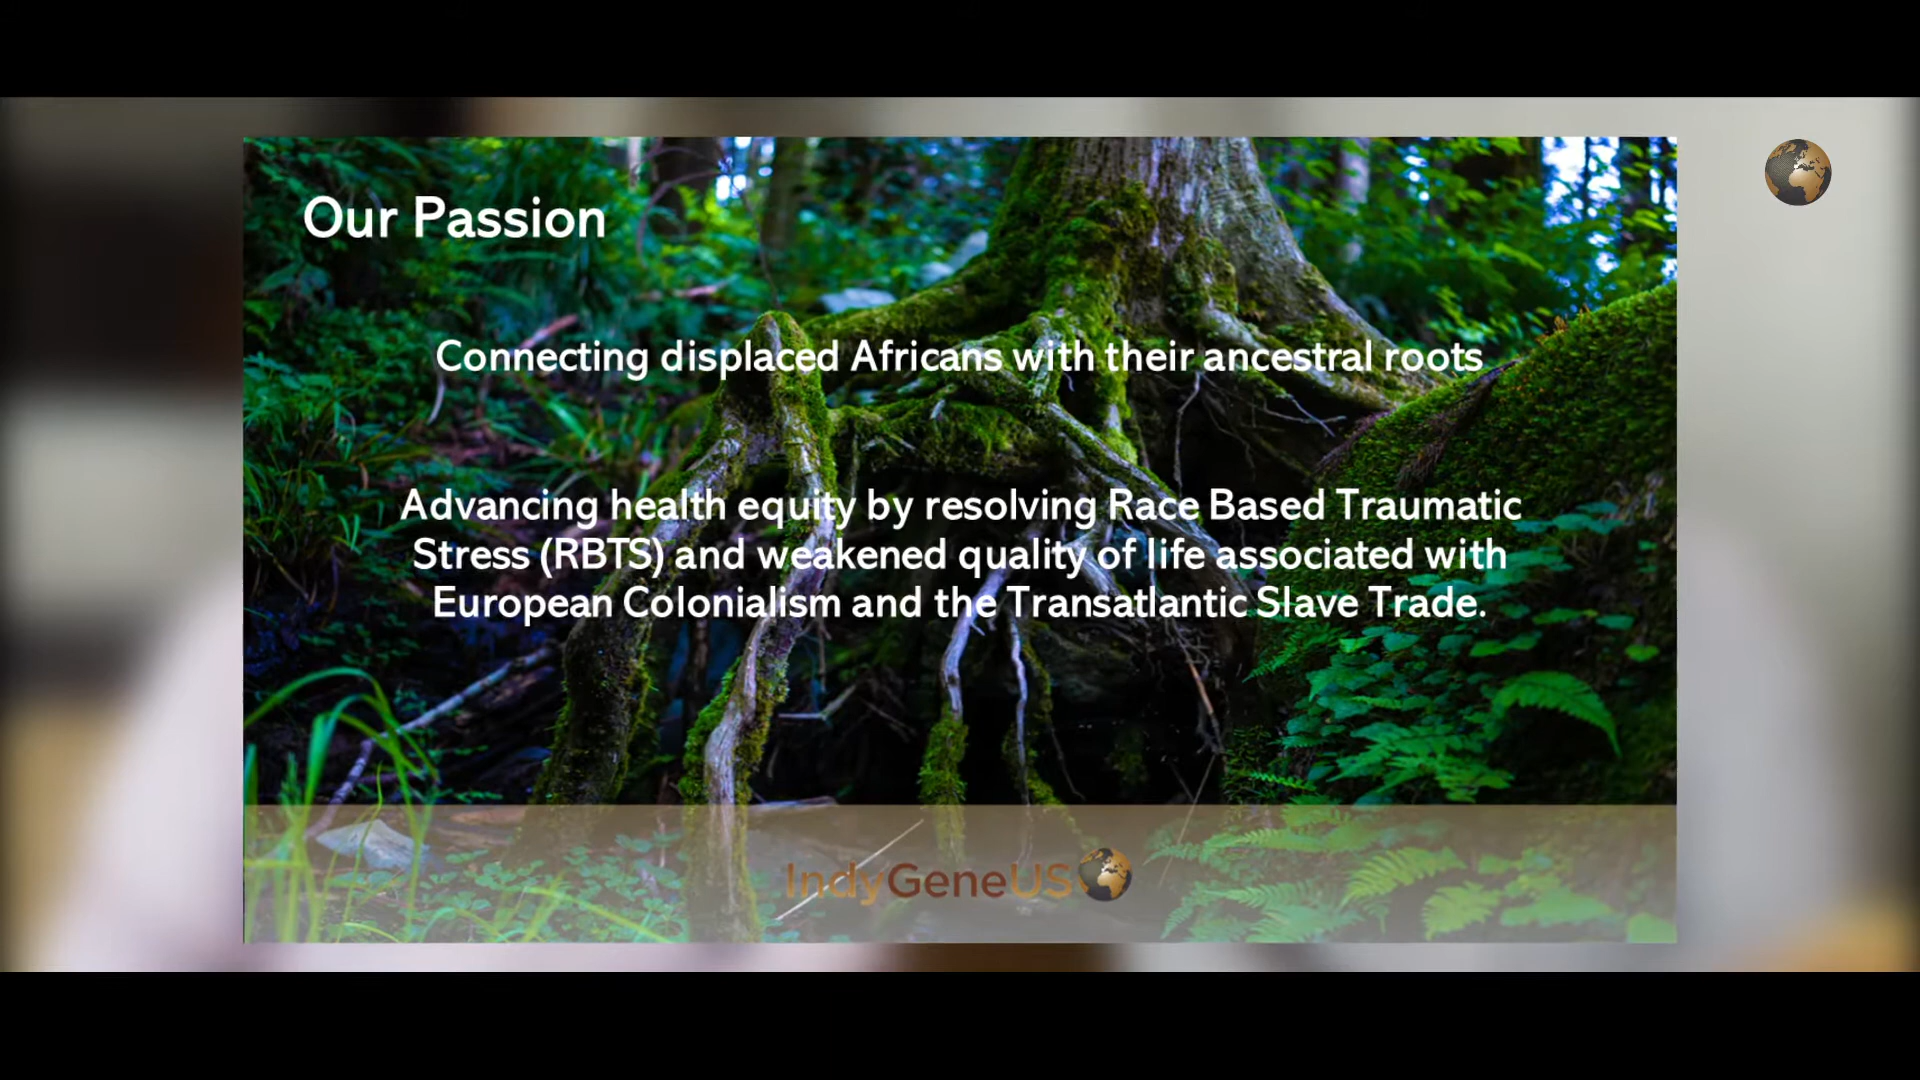 Our Passion
Connecting displaced Africans with their ancestral roots
Advancing health equity by resolving Race Based Traumatic
Stress (RBTS) and weakened quality of life associated with
European Colonialism and the Transatlantic Slave Trade.
IndyGeneUS